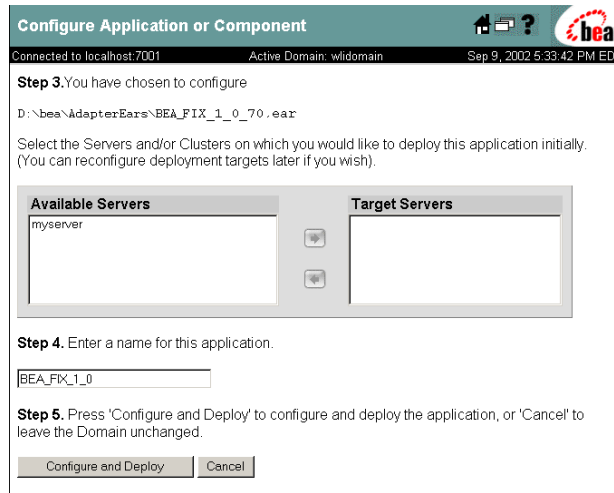 Configure Application or Component
?
bea
Connected to localhost:7001 Active Domain: wlidomain Sep 9, 2002 5:33:42 PM ED
Step 3.You have chosen to configure
D:\bea\AdapterEars\BEA_FIX_1_0_70.ear
Select the Servers and/or Clusters on which you would like to deploy this application initially.
(You can reconfigure deployment targets later if you wish).
Available Servers Target Servers
myserver
Step 4. Enter a name for this application.
BEA_FIX_1_0
Step 5. Press 'Configure and Deploy' to configure and deploy the application, or 'Cancel' to
leave the Domain unchanged.
Configure and Deploy Cancel